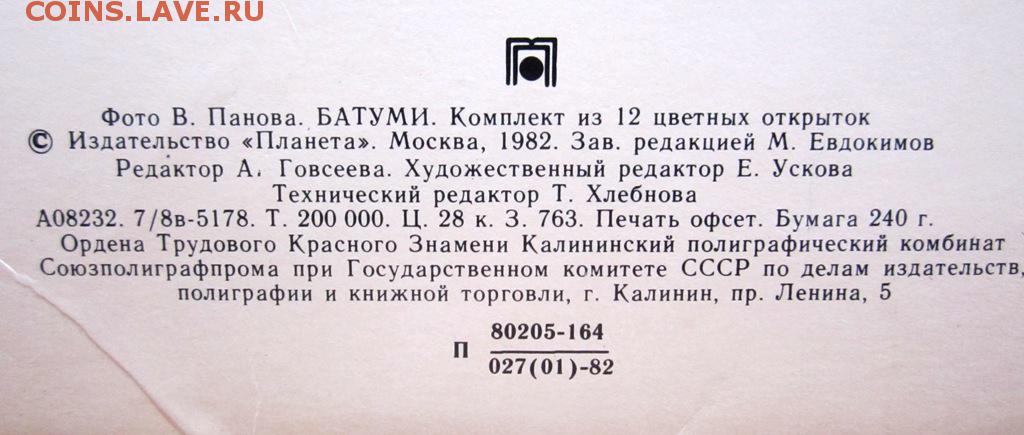 COINS.LAVE.RU
Фото В. Панова. БАТУМИ. Комплект из 12 цветных открыток
© Издательство «Планета». Москва, 1982. Зав. редакцией М. Евдокимов
Редактор А. Говсеева. Художественный редактор Е. Ускова
Технический редактор Т. Хлебнова
А08232. 7/8в-5178. Т. 200 000. Ц. 28 к. З. 763. Печать офсет. Бумага 240 г.
Ордена Трудового Красного Знамени Калининский полиграфический комбинат
Союзполиграфпрома при Государственном комитете СССР по делам издательств,
полиграфии и книжной торговли, г. Калинин, пр. Ленина, 5
80205-164
П
027(01)-82